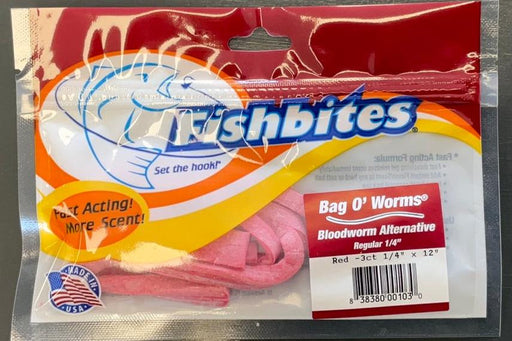 Fishbites®
Set the hook!®
Fast Acting!
More Scent!
Fast Acting Formula:
Bag O' Worms®
Bloodworm Alternative
Regular 1/4"
Red -3ct 1/4" x 12"
8 38380 00103 0
MADE IN
USA